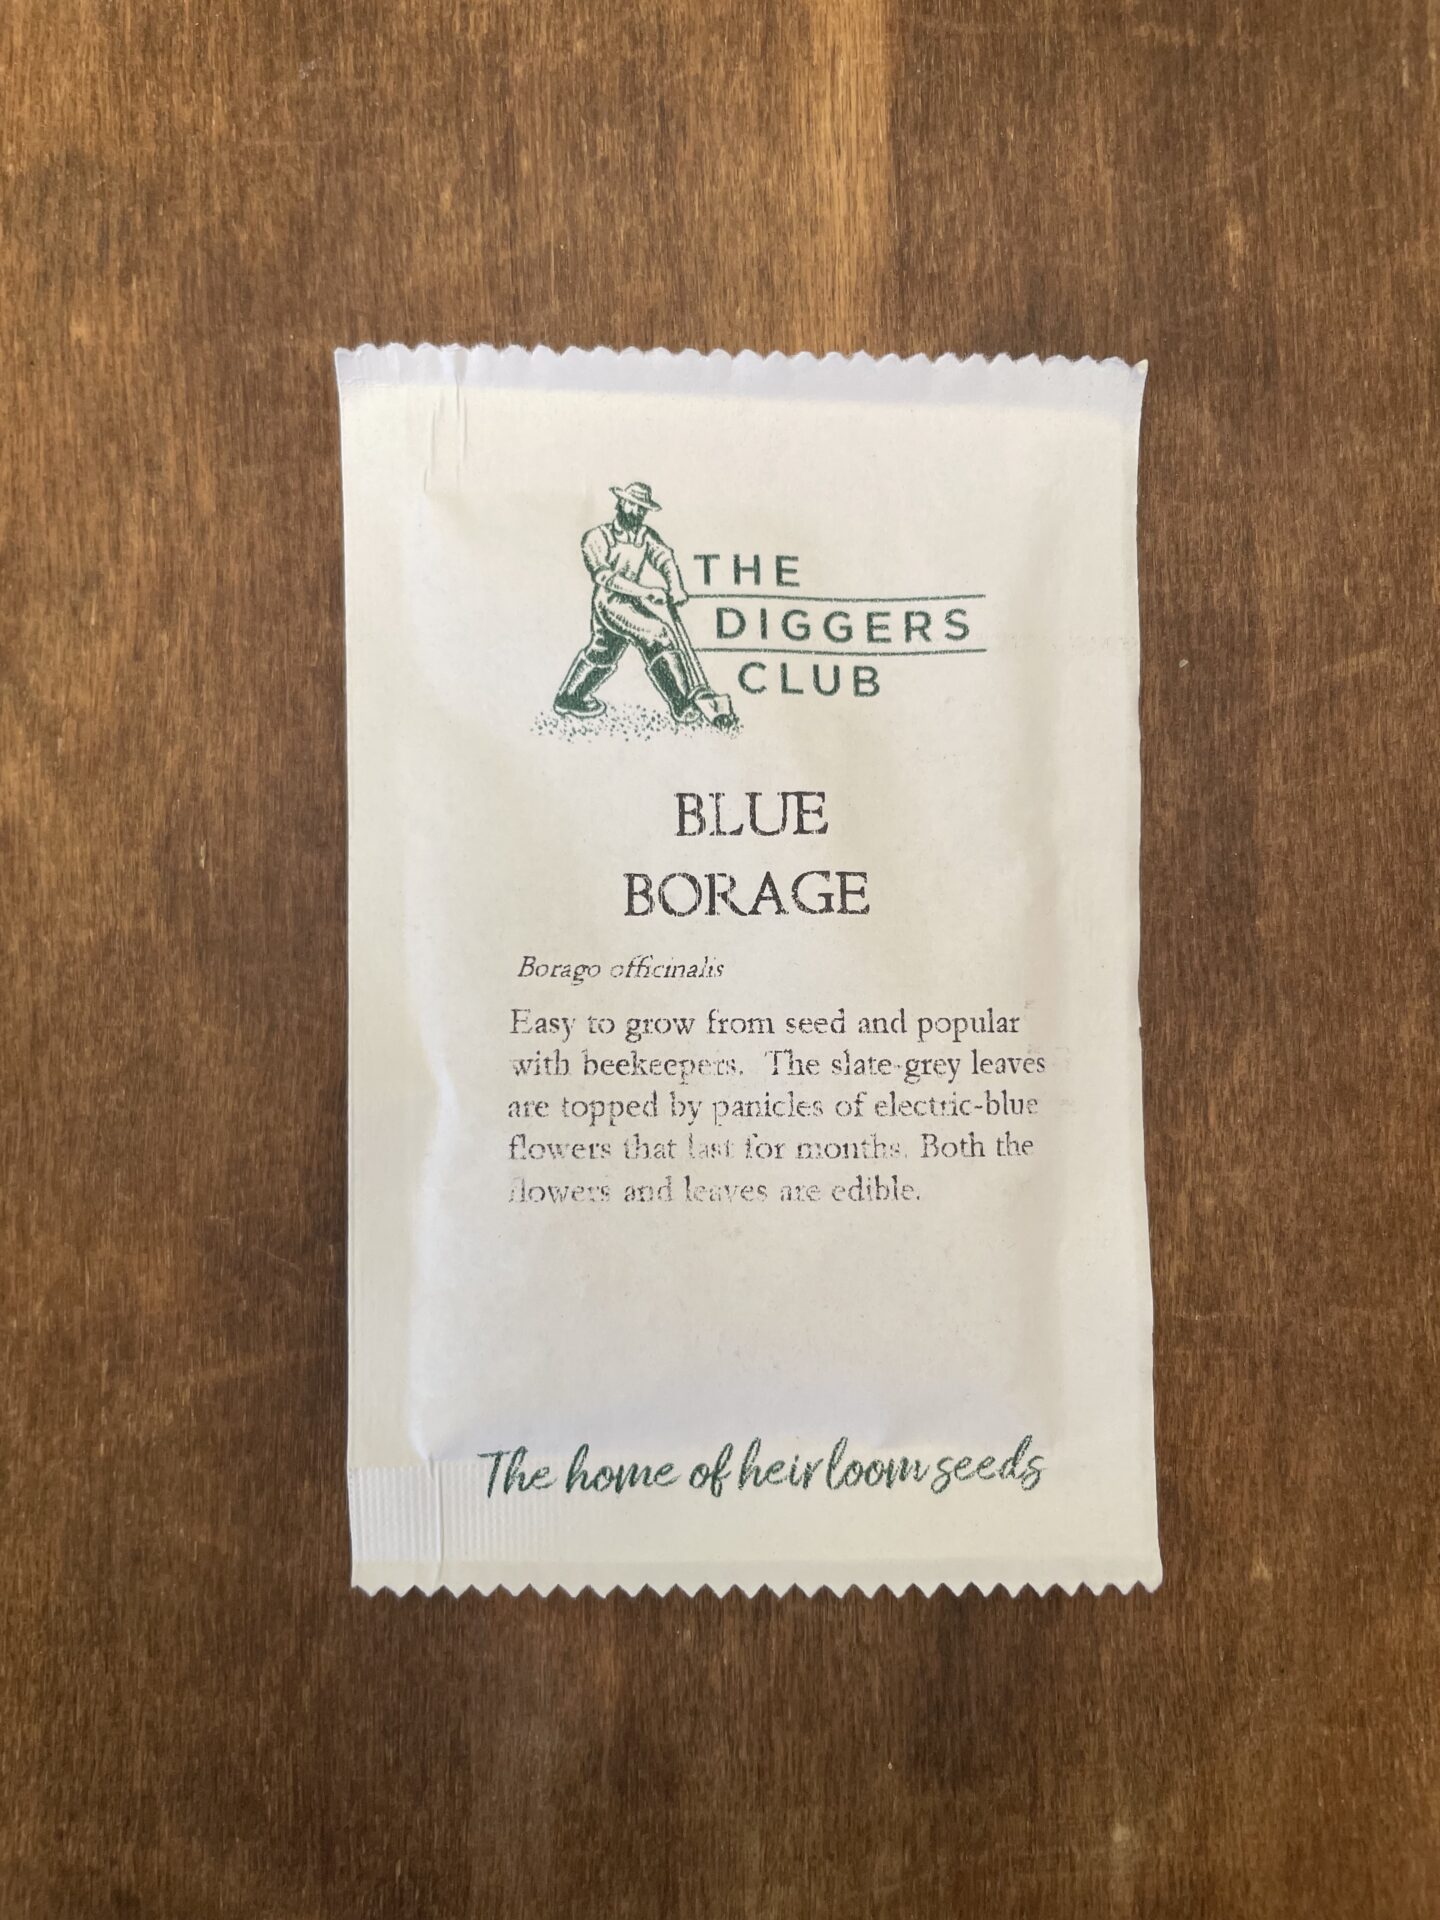 THE
DIGGERS
CLUB
BLUE
BORAGE
Borago officinalis
Easy to grow from seed and popular
with beekeepers. The slate-grey leaves
are topped by panicles of electric-blue
flowers that last for months. Both the
flowers and leaves are edible.
The home of heirloom seeds